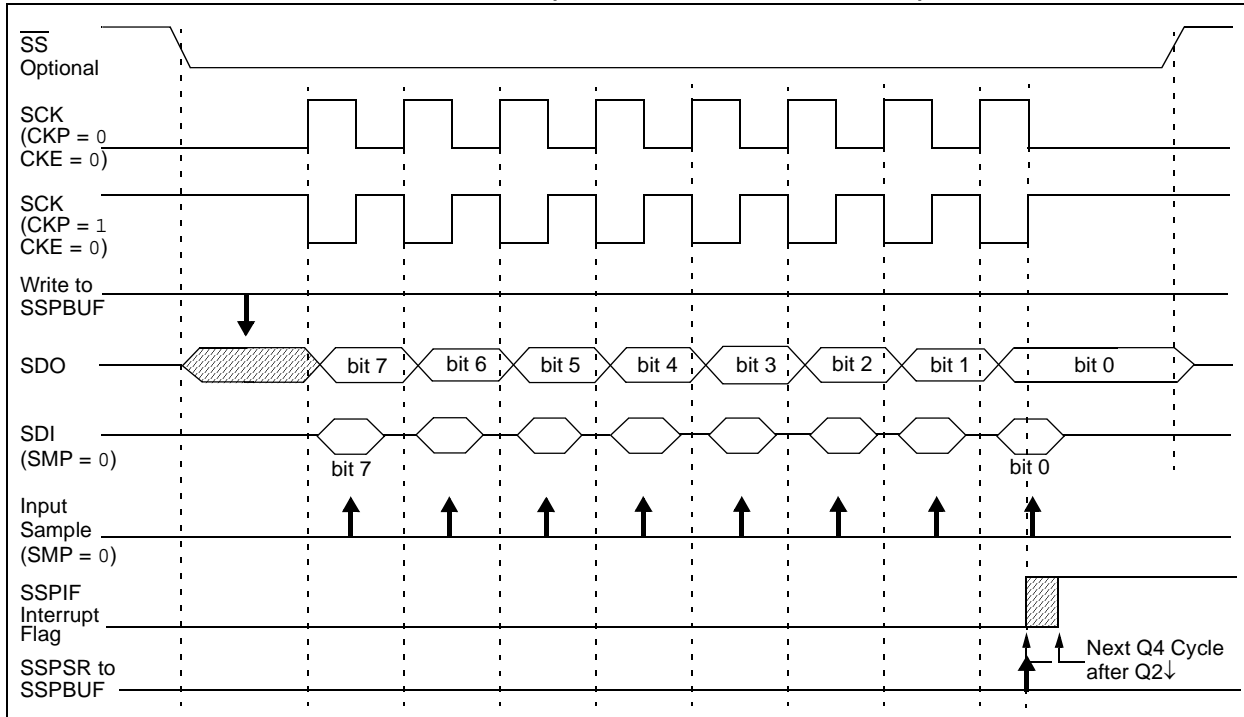 SS
Optional
SCK
(CKP = 0
CKE = 0)
SCK
(CKP = 1
CKE = 0)
Write to
SSPBUF
SDO
bit 7 bit 6 bit 5 bit 4 bit 3 bit 2 bit 1 bit 0
SDI
(SMP = 0)
bit 7 bit 0
Input
Sample
(SMP = 0)
SSPIF
Interrupt
Flag
Next Q4 Cycle
after Q2↓
SSPSR to
SSPBUF